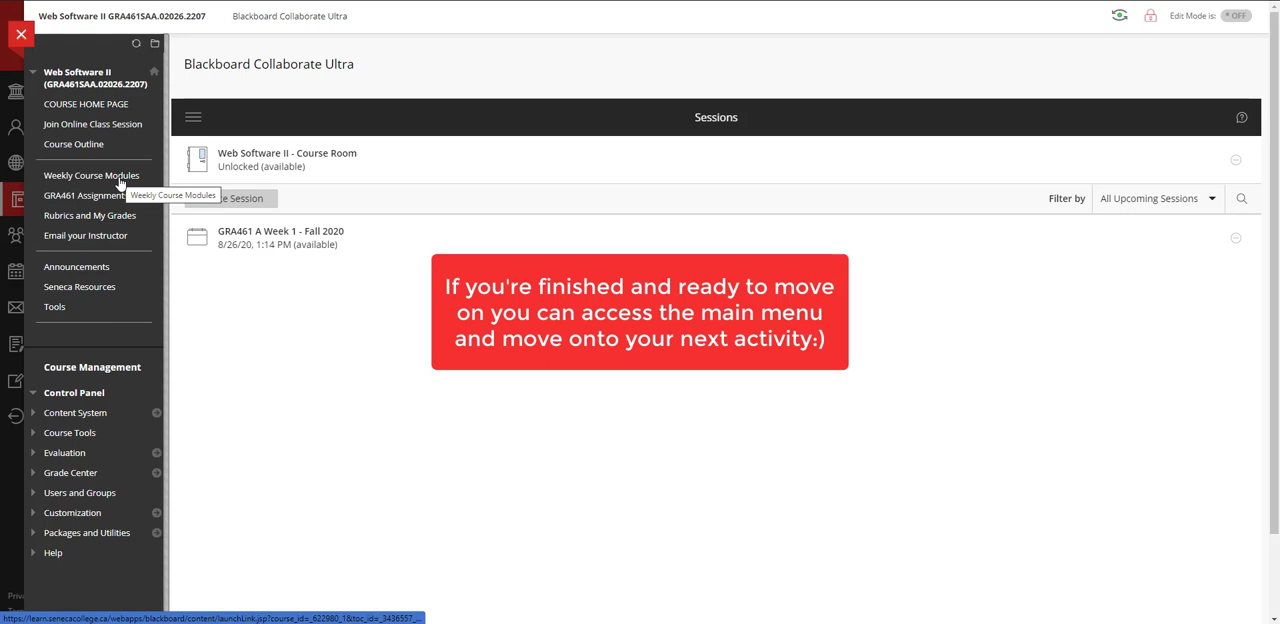 Web Software II GRA461SAA.02026.2207
Blackboard Collaborate Ultra
Edit Mode is:
OFF
Web Software II
(GRA461SAA.02026.2207)
COURSE HOME PAGE
Join Online Class Session
Course Outline
Weekly Course Modules
GRA461 Assignment
Weekly Course Modules
Rubrics and My Grades
Email your Instructor
Announcements
Seneca Resources
Tools
Course Management
Control Panel
Content System
Course Tools
Evaluation
Grade Center
Users and Groups
Customization
Packages and Utilities
Help
Blackboard Collaborate Ultra
Sessions
Web Software II - Course Room
Unlocked (available)
Session
Filter by
All Upcoming Sessions
GRA461 A Week 1 - Fall 2020
8/26/20, 1:14 PM (available)
If you're finished and ready to move
on you can access the main menu
and move onto your next activity:)
https://learn.senecacollege.ca/webapps/blackboard/content/launchLink.jsp?course_id=_622980_1&toc_id=_3436557_...